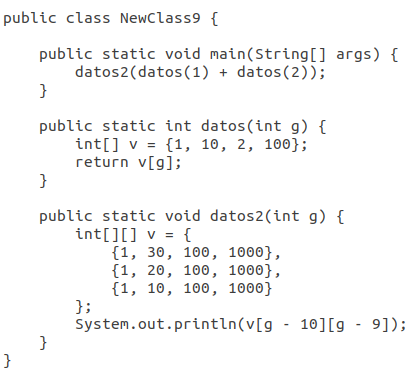 public class NewClass9 {
public static void main(String[] args) {
datos2(datos(1) + datos(2));
}
public static int datos(int g) {
int[] v = {1, 10, 2, 100};
return v[g];
}
public static void datos2(int g) {
int[][] v = {
{1, 30, 100, 1000},
{1, 20, 100, 1000},
{1, 10, 100, 1000}
};
System.out.println(v[g - 10][g - 9]);
}
}